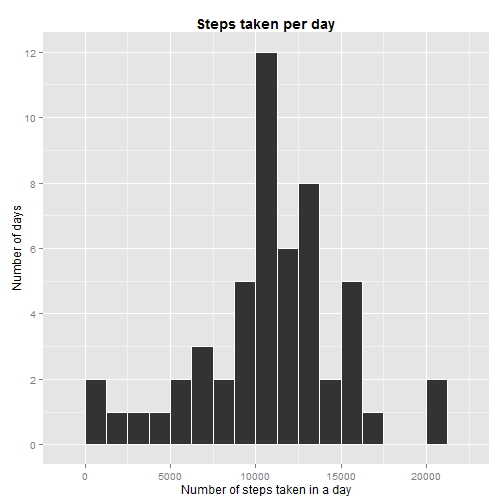 Steps taken per day
Number of days
12
10
8
6
4
2
0
0 5000 10000 15000 20000
Number of steps taken in a day